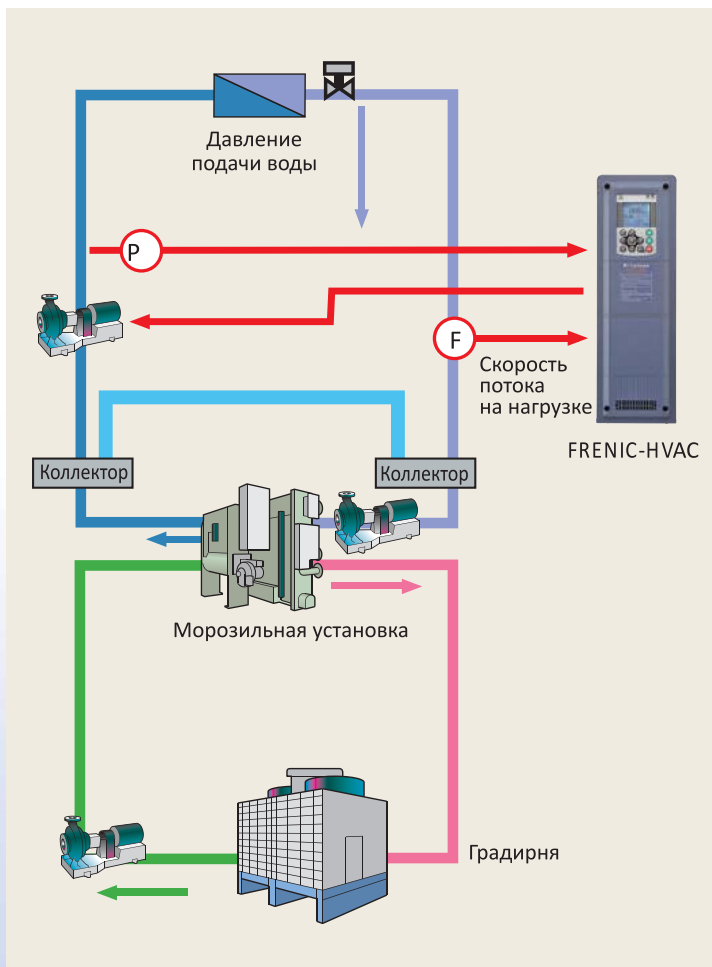 Давление
подачи воды
P
F
Скорость
потока
на нагрузке
FRENIC-HVAC
Коллектор
Коллектор
Морозильная установка
Градирня